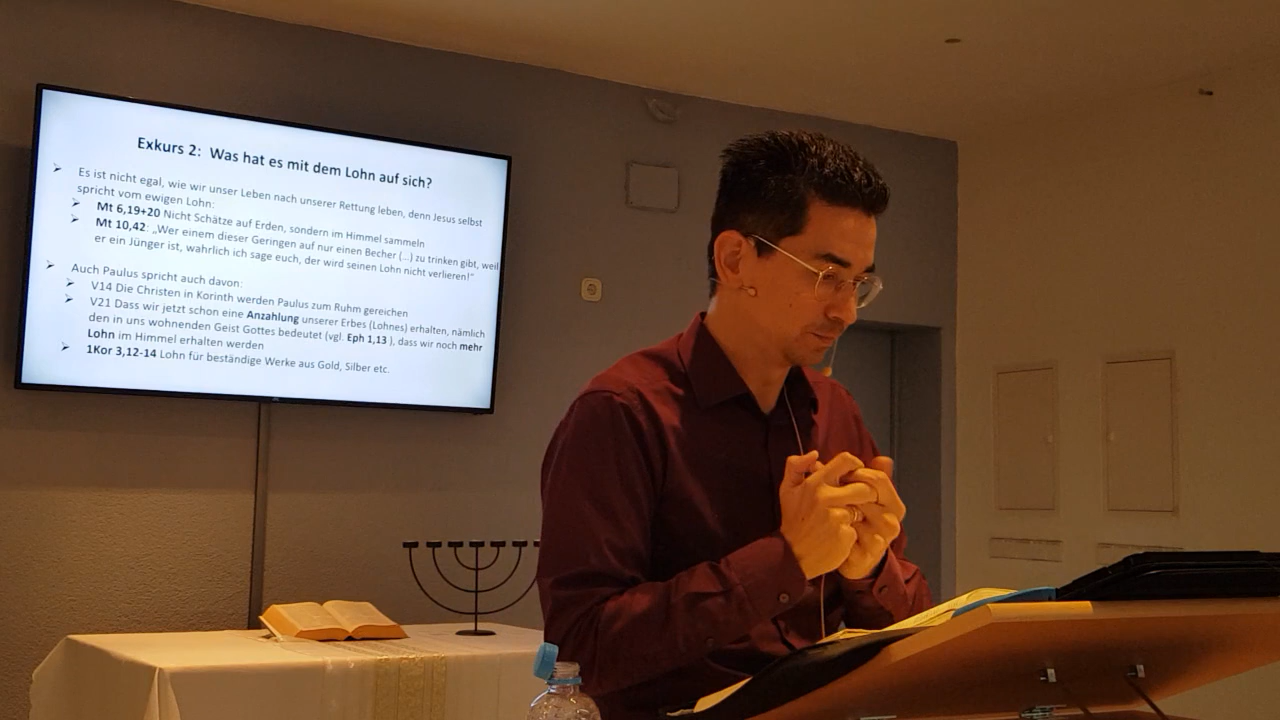 Exkurs 2: Was hat es mit dem Lohn auf sich?
Es ist nicht egal, wie wir unser Leben nach unserer Rettung leben, denn Jesus selbst
spricht vom ewigen Lohn:
Mt 6,19+20 Nicht Schätze auf Erden, sondern im Himmel sammeln
Mt 10,42: „Wer einem dieser Geringen auf nur einen Becher (...) zu trinken gibt, weil
er ein Jünger ist, wahrlich ich sage euch, der wird seinen Lohn nicht verlieren!"
Auch Paulus spricht auch davon:
V14 Die Christen in Korinth werden Paulus zum Ruhm gereichen
V21 Dass wir jetzt schon eine Anzahlung unserer Erbes (Lohnes) erhalten, nämlich
den in uns wohnenden Geist Gottes bedeutet (vgl. Eph 1,13 ), dass wir noch mehr
Lohn im Himmel erhalten werden
1Kor 3,12-14 Lohn für beständige Werke aus Gold, Silber etc.